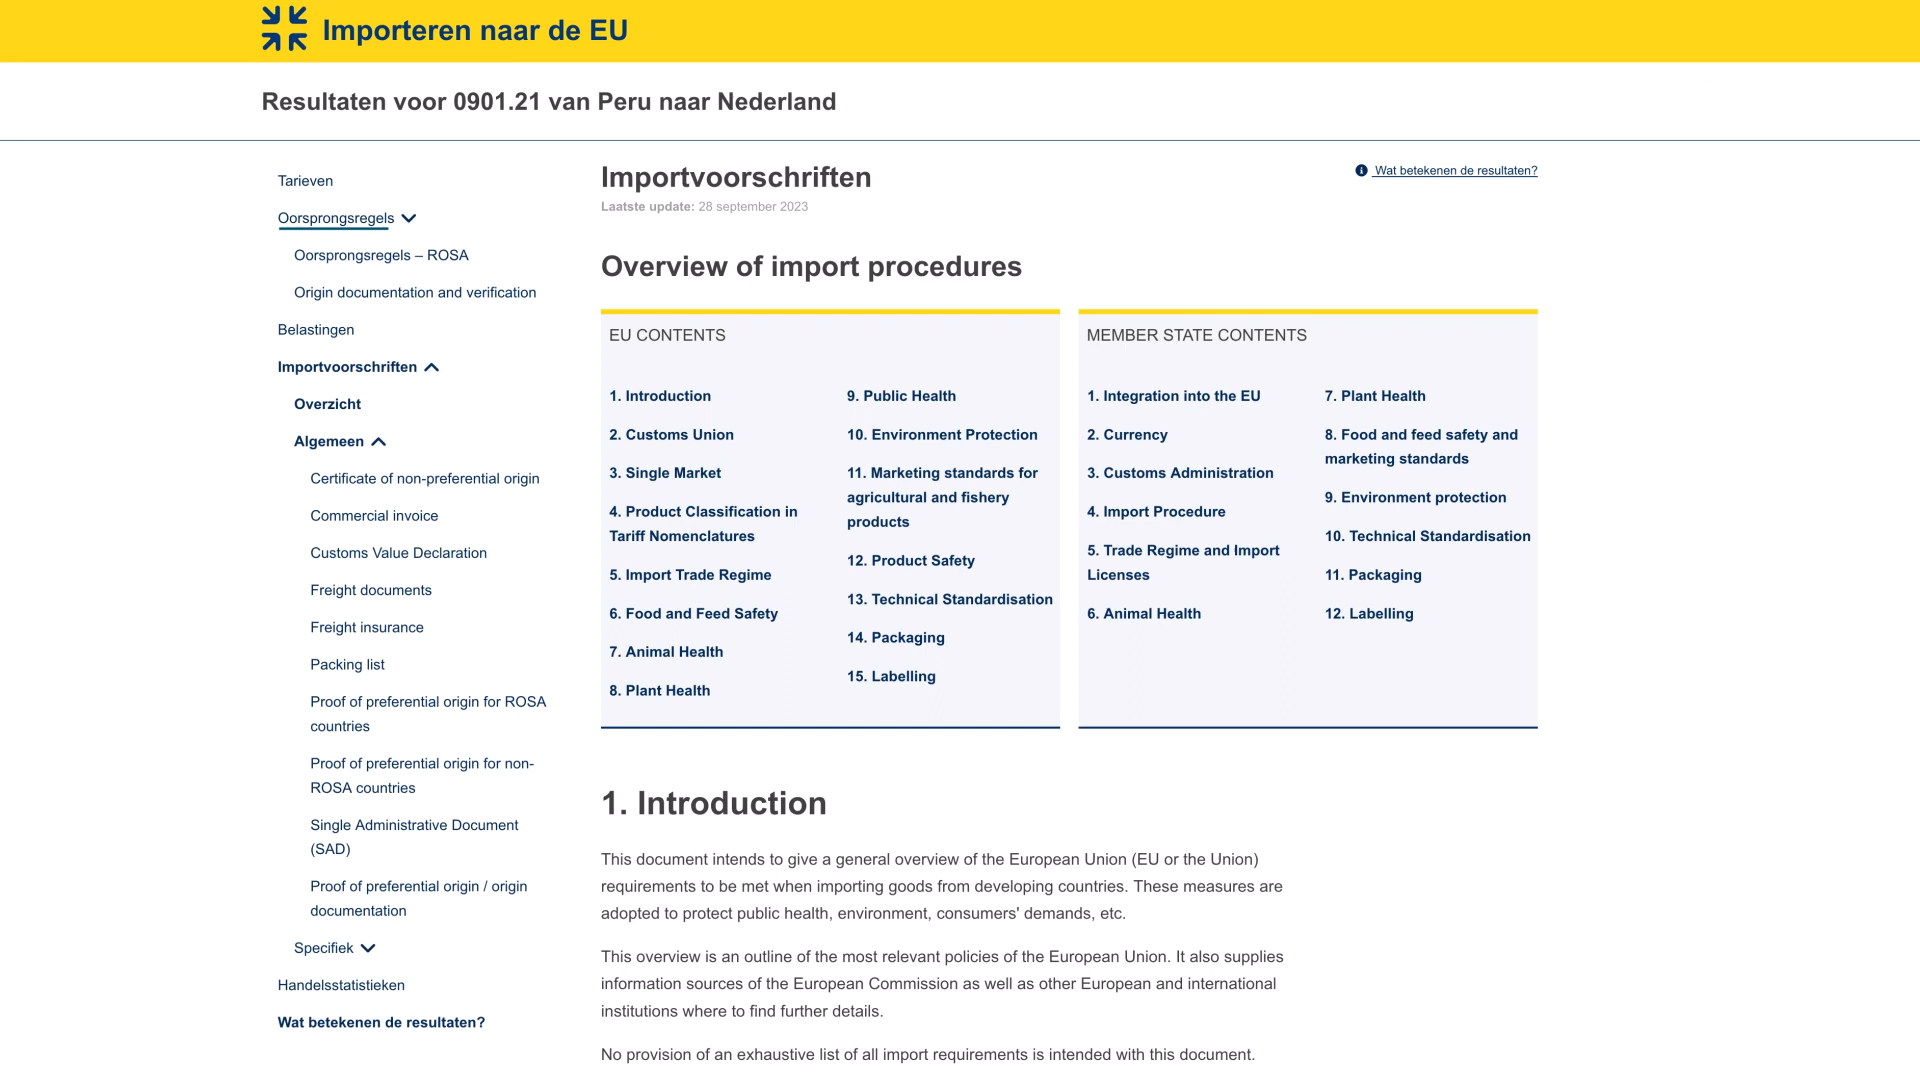 Importeren naar de EU
Resultaten voor 0901.21 van Peru naar Nederland
Tarieven
Oorsprongsregels
Oorsprongsregels – ROSA
Origin documentation and verification
Belastingen
Importvoorschriften
Overzicht
Algemeen
Certificate of non-preferential origin
Commercial invoice
Customs Value Declaration
Freight documents
Freight insurance
Packing list
Proof of preferential origin for ROSA
countries
Proof of preferential origin for non-
ROSA countries
Single Administrative Document
(SAD)
Proof of preferential origin / origin
documentation
Specifiek
Handelsstatistieken
Wat betekenen de resultaten?
Importvoorschriften
Wat betekenen de resultaten?
Laatste update: 28 september 2023
Overview of import procedures
EU CONTENTS
1. Introduction
2. Customs Union
3. Single Market
4. Product Classification in
Tariff Nomenclatures
5. Import Trade Regime
6. Food and Feed Safety
7. Animal Health
8. Plant Health
9. Public Health
10. Environment Protection
11. Marketing standards for
agricultural and fishery
products
12. Product Safety
13. Technical Standardisation
14. Packaging
15. Labelling
MEMBER STATE CONTENTS
1. Integration into the EU
2. Currency
3. Customs Administration
4. Import Procedure
5. Trade Regime and Import
Licenses
6. Animal Health
7. Plant Health
8. Food and feed safety and
marketing standards
9. Environment protection
10. Technical Standardisation
11. Packaging
12. Labelling
1. Introduction
This document intends to give a general overview of the European Union (EU or the Union)
requirements to be met when importing goods from developing countries. These measures are
adopted to protect public health, environment, consumers' demands, etc.
This overview is an outline of the most relevant policies of the European Union. It also supplies
information sources of the European Commission as well as other European and international
institutions where to find further details.
No provision of an exhaustive list of all import requirements is intended with this document.